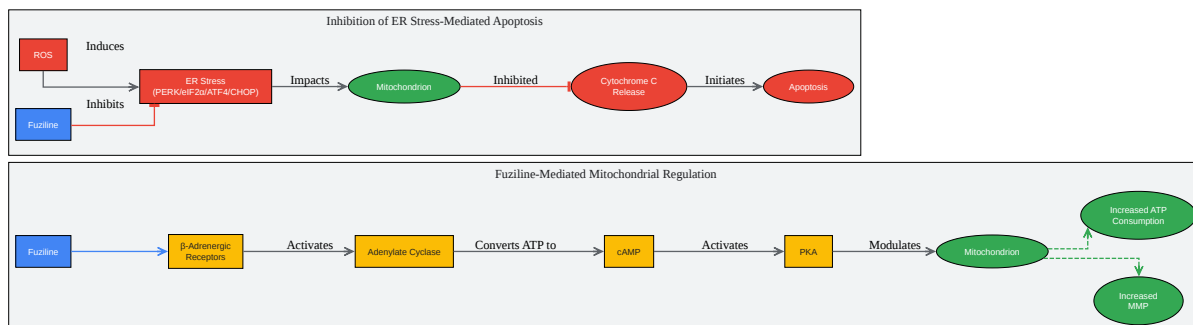 Inhibition of ER Stress-Mediated Apoptosis
ROS
Induces
ER Stress
(PERK/eIF2α/ATF4/CHOP)
Impacts
Mitochondrion
Inhibited
Cytochrome C
Release
Initiates
Apoptosis
Inhibits
Fuziline
Fuziline-Mediated Mitochondrial Regulation
Fuziline
β-Adrenergic
Receptors
Activates
Adenylate Cyclase
Converts ATP to
cAMP
Activates
PKA
Modulates
Mitochondrion
Increased ATP
Consumption
Increased
MMP